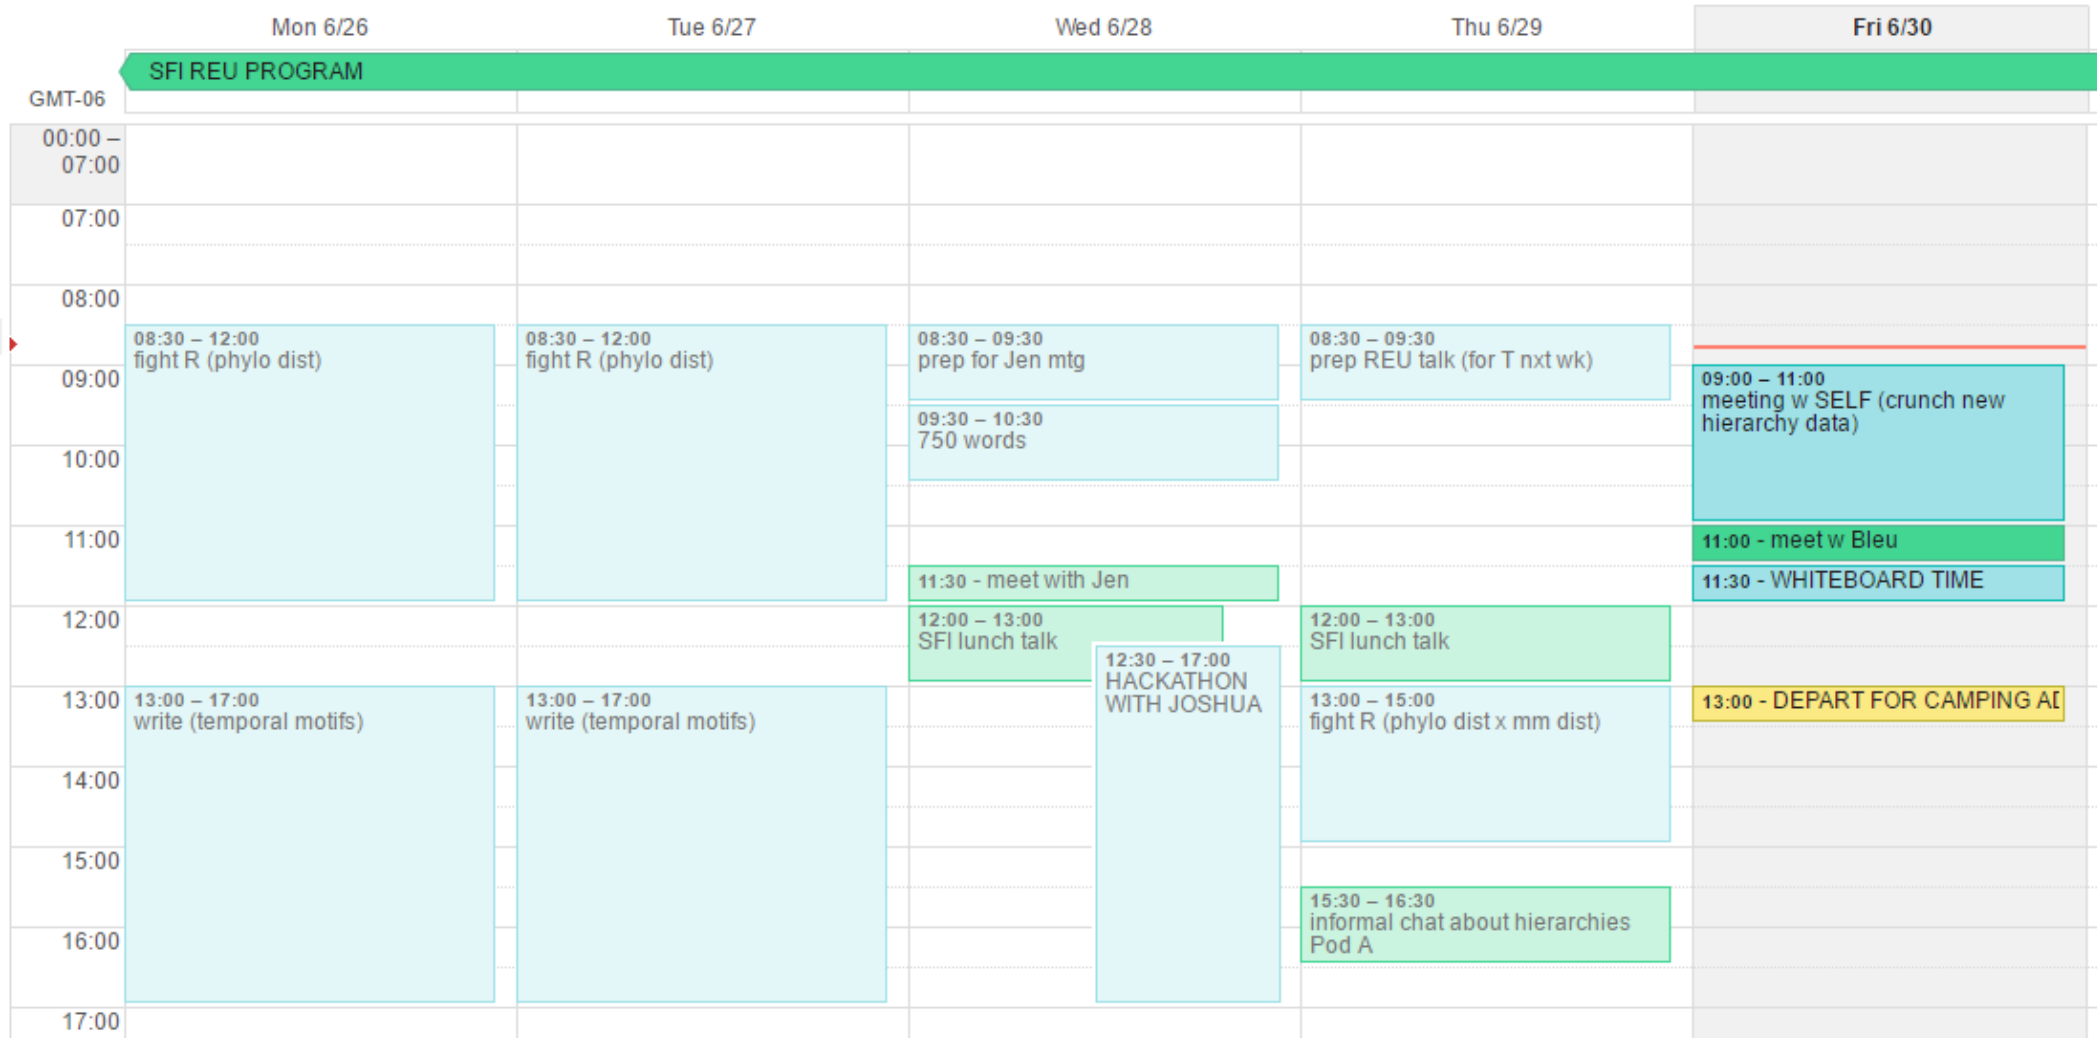 Mon 6/26
Tue 6/27
Wed 6/28
Thu 6/29
Fri 6/30
SFI REU PROGRAM
GMT-06
00:00 –
07:00
07:00
08:00
09:00
10:00
11:00
12:00
13:00
14:00
15:00
16:00
17:00
08:30 – 12:00
fight R (phylo dist)
13:00 – 17:00
write (temporal motifs)
08:30 – 12:00
fight R (phylo dist)
13:00 – 17:00
write (temporal motifs)
08:30 – 09:30
prep for Jen mtg
09:30 – 10:30
750 words
11:30 - meet with Jen
12:00 – 13:00
SFI lunch talk
12:30 – 17:00
HACKATHON
WITH JOSHUA
08:30 – 09:30
prep REU talk (for T nxt wk)
12:00 – 13:00
SFI lunch talk
13:00 – 15:00
fight R (phylo dist x mm dist)
15:30 – 16:30
informal chat about hierarchies
Pod A
09:00 – 11:00
meeting w SELF (crunch new
hierarchy data)
11:00 - meet w Bleu
11:30 - WHITEBOARD TIME
13:00 - DEPART FOR CAMPING